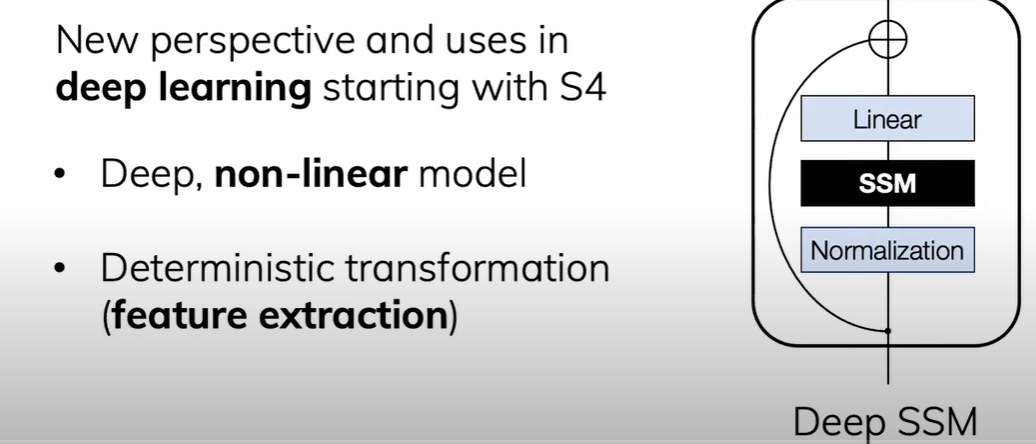 New perspective and uses in
deep learning starting with S4
• Deep, non-linear model
• Deterministic transformation
(feature extraction)
Linear
SSM
Normalization
Deep SSM